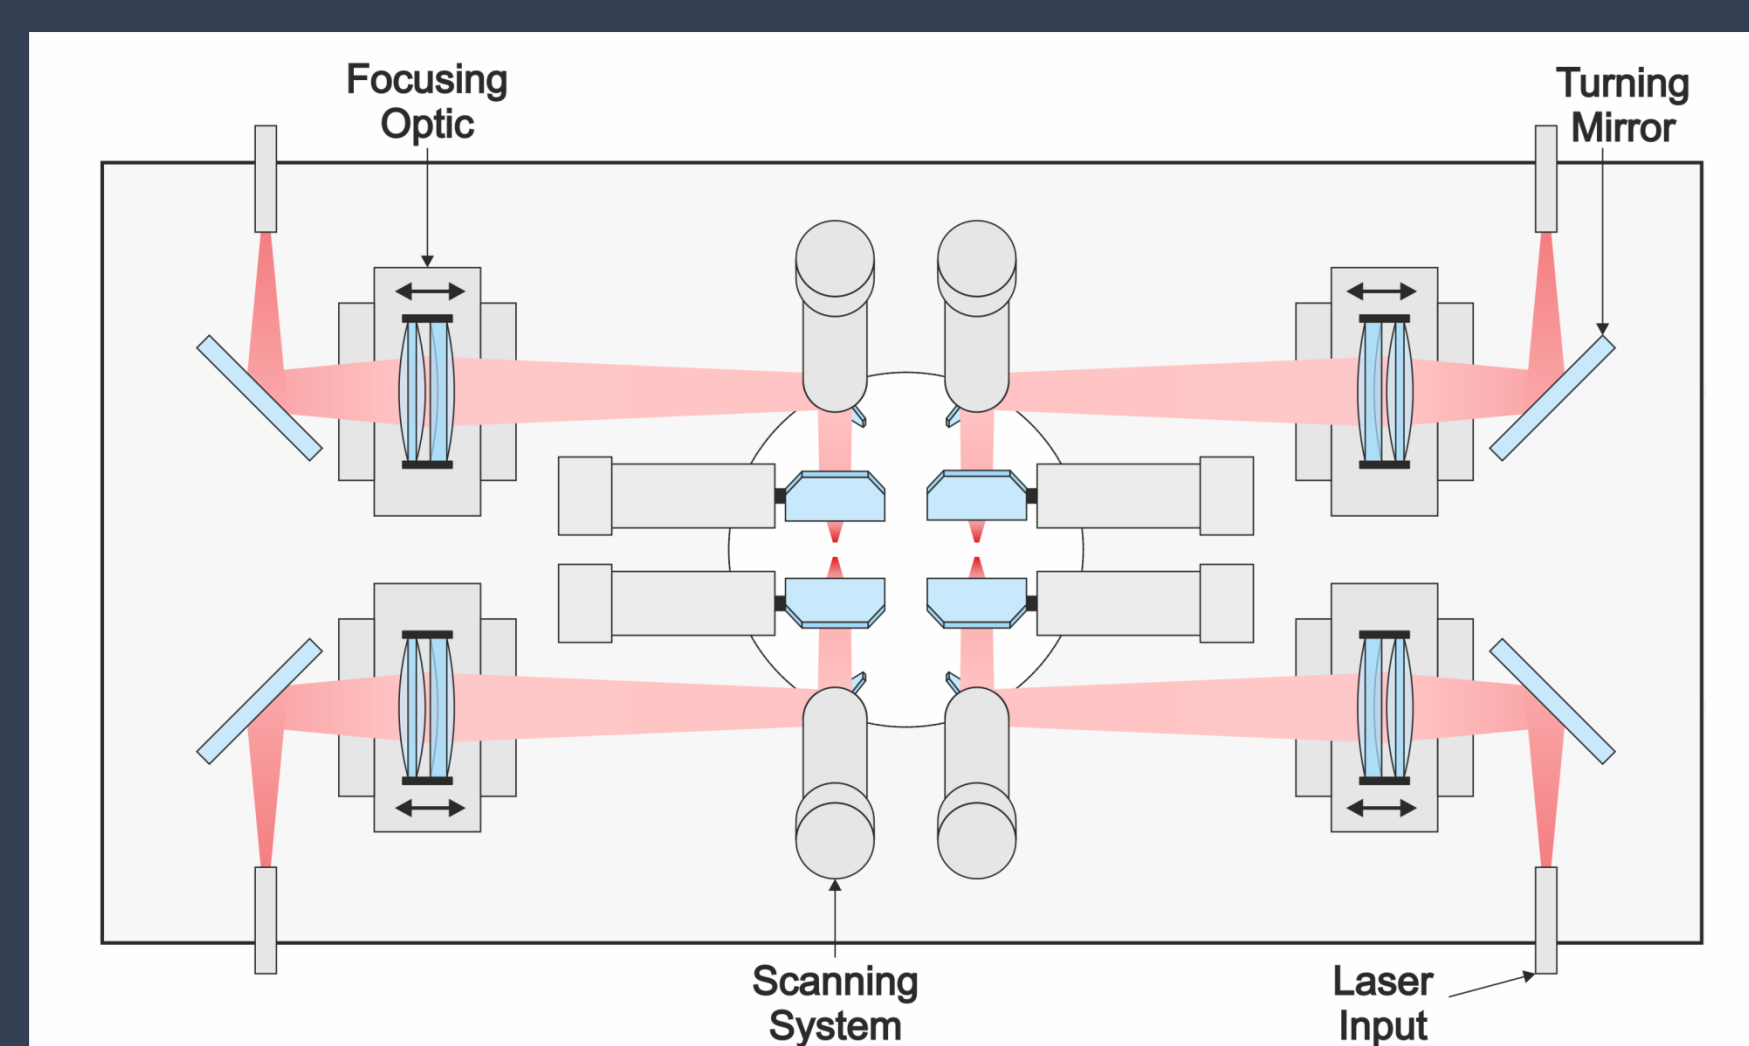 Focusing
Optic
Turning
Mirror
Scanning
System
Laser
Input